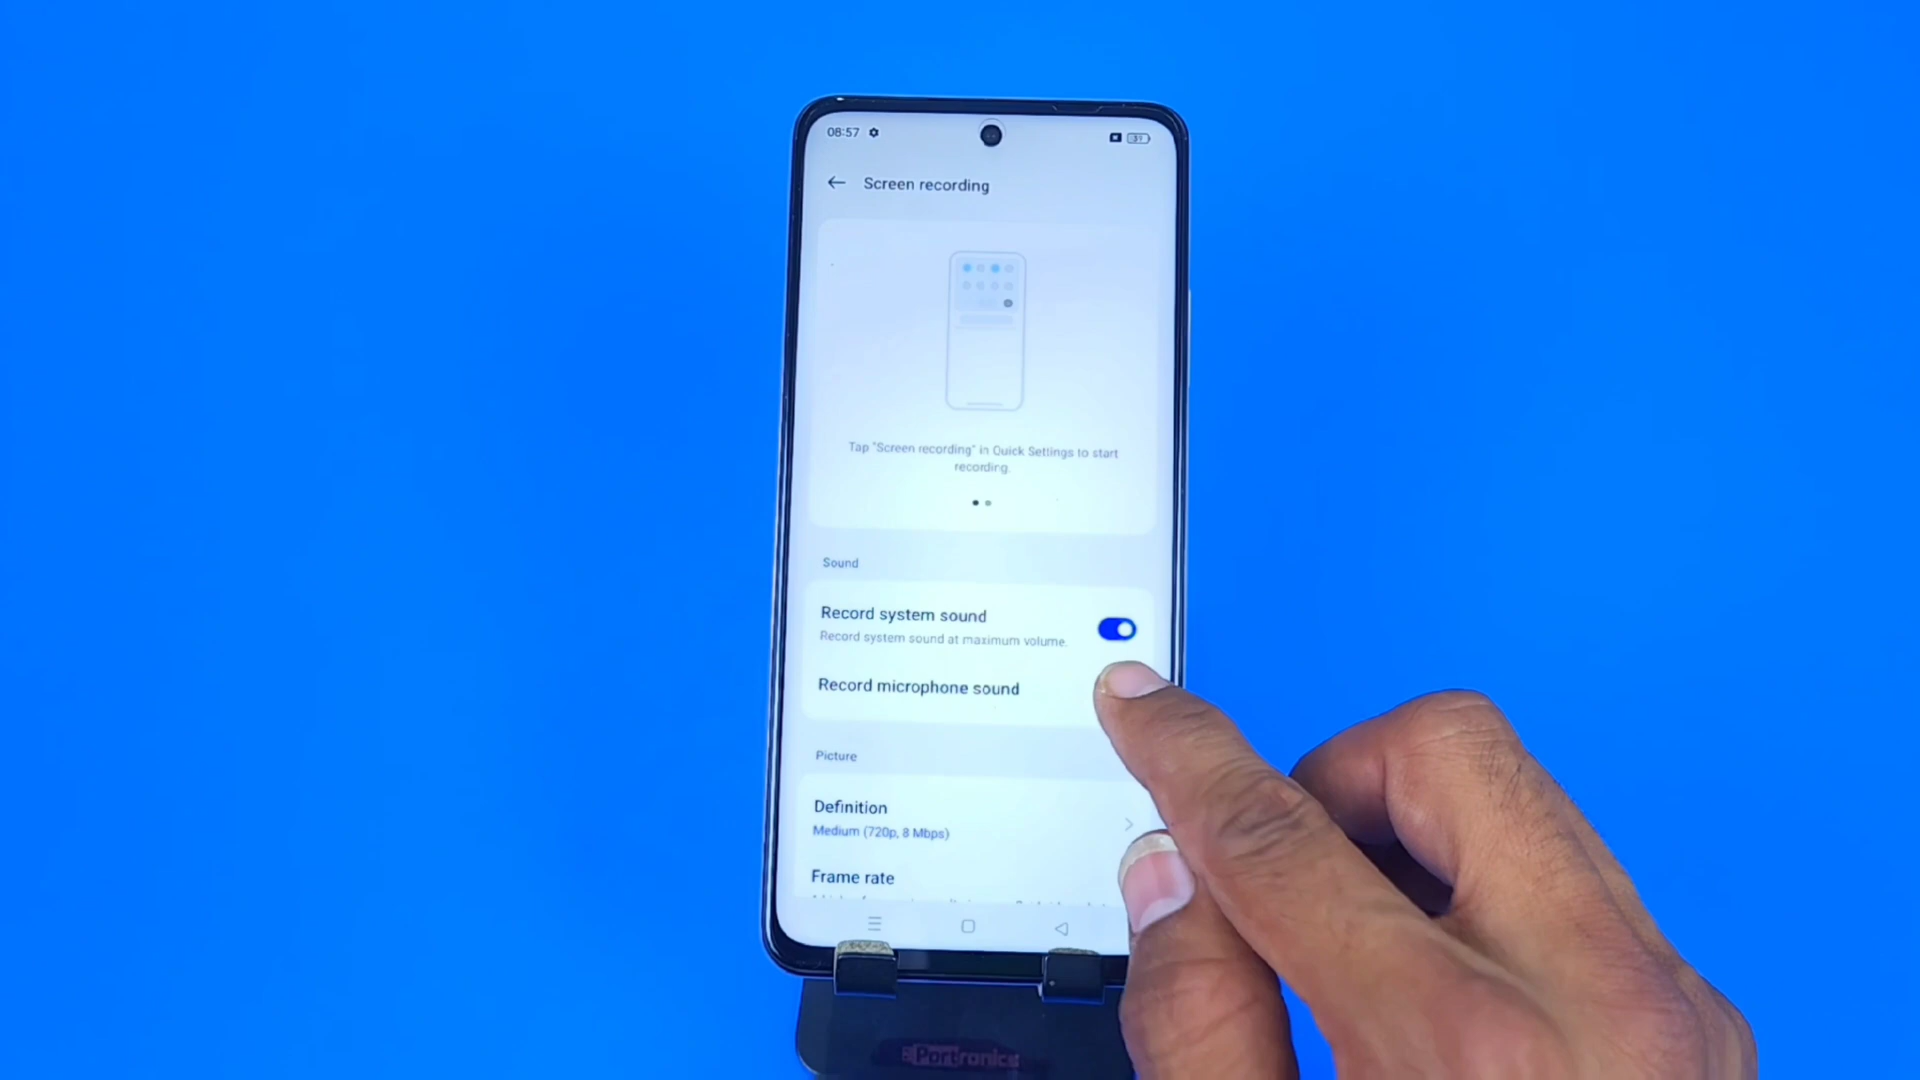 08:57
Screen recording
Tap "Screen recording" in Quick Settings to start
recording.
Sound
Record system sound
Record system sound at maximum volume.
Record microphone sound
Picture
Definition
Medium (720p, 8 Mbps)
Frame rate
Portronics